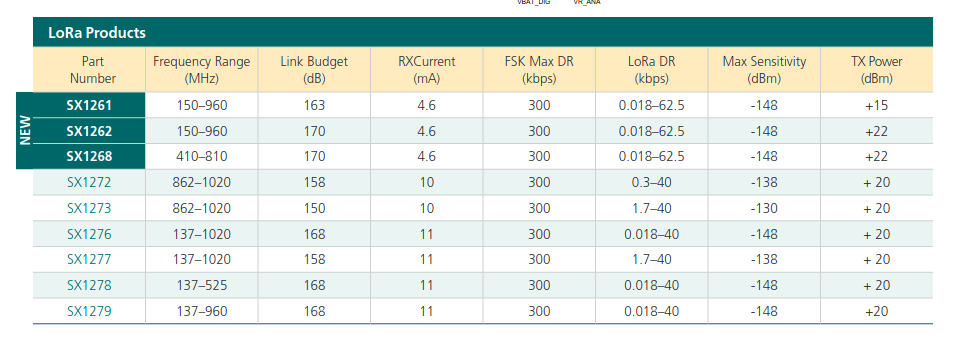 VBAT_DIG VR_ANA
LoRa Products
Part Number Frequency Range (MHz) Link Budget (dB) RXCurrent (mA) FSK Max DR (kbps) LoRa DR (kbps) Max Sensitivity (dBm) TX Power (dBm)
NEW
SX1261 150–960 163 4.6 300 0.018–62.5 -148 +15
SX1262 150–960 170 4.6 300 0.018–62.5 -148 +22
SX1268 410–810 170 4.6 300 0.018–62.5 -148 +22
SX1272 862–1020 158 10 300 0.3–40 -138 + 20
SX1273 862–1020 150 10 300 1.7–40 -130 + 20
SX1276 137–1020 168 11 300 0.018–40 -148 + 20
SX1277 137–1020 158 11 300 1.7–40 -138 + 20
SX1278 137–525 168 11 300 0.018–40 -148 + 20
SX1279 137–960 168 11 300 0.018–40 -148 +20